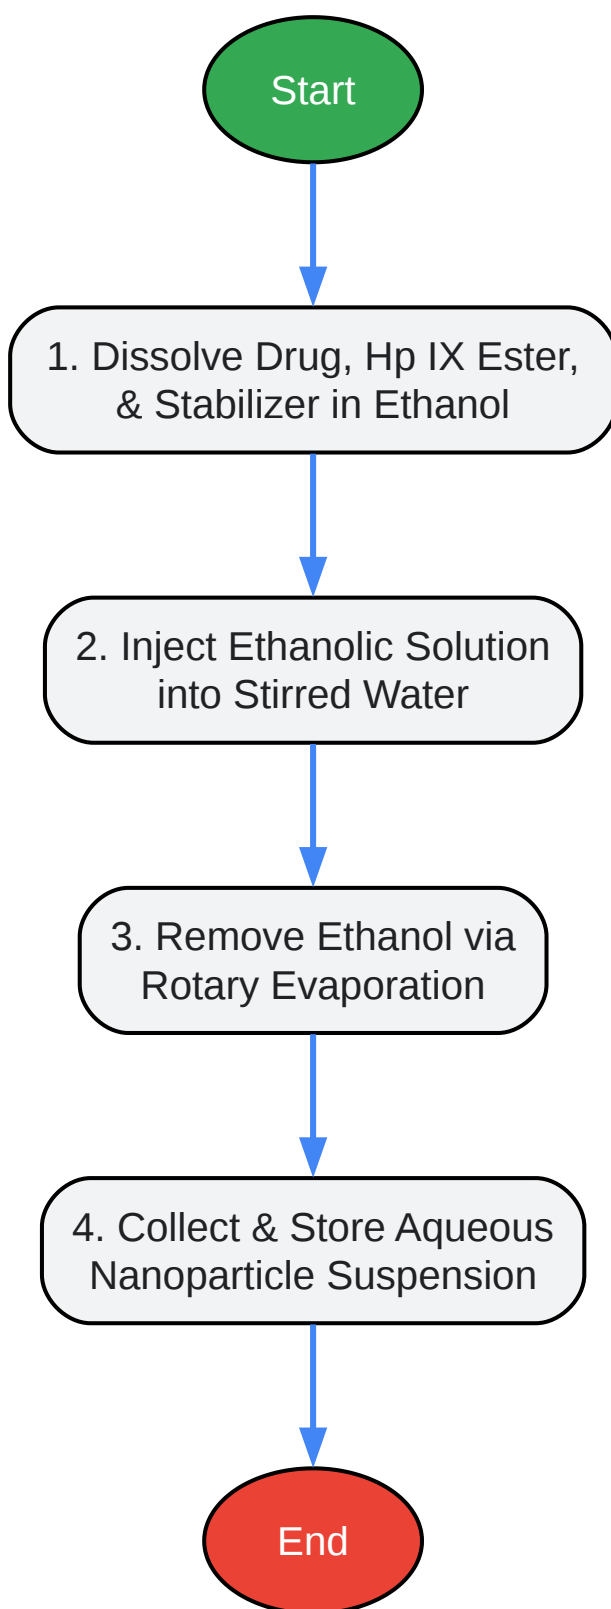 Start
1. Dissolve Drug, Hp IX Ester,
& Stabilizer in Ethanol
2. Inject Ethanolic Solution
into Stirred Water
3. Remove Ethanol via
Rotary Evaporation
4. Collect & Store Aqueous
Nanoparticle Suspension
End